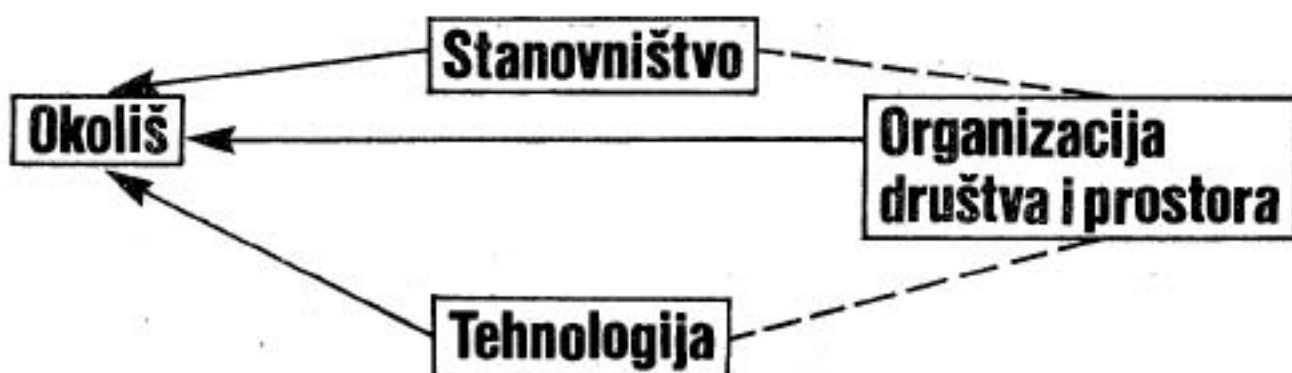 Stanovništvo
Okoliš
Organizacija
društva i prostora
Tehnologija